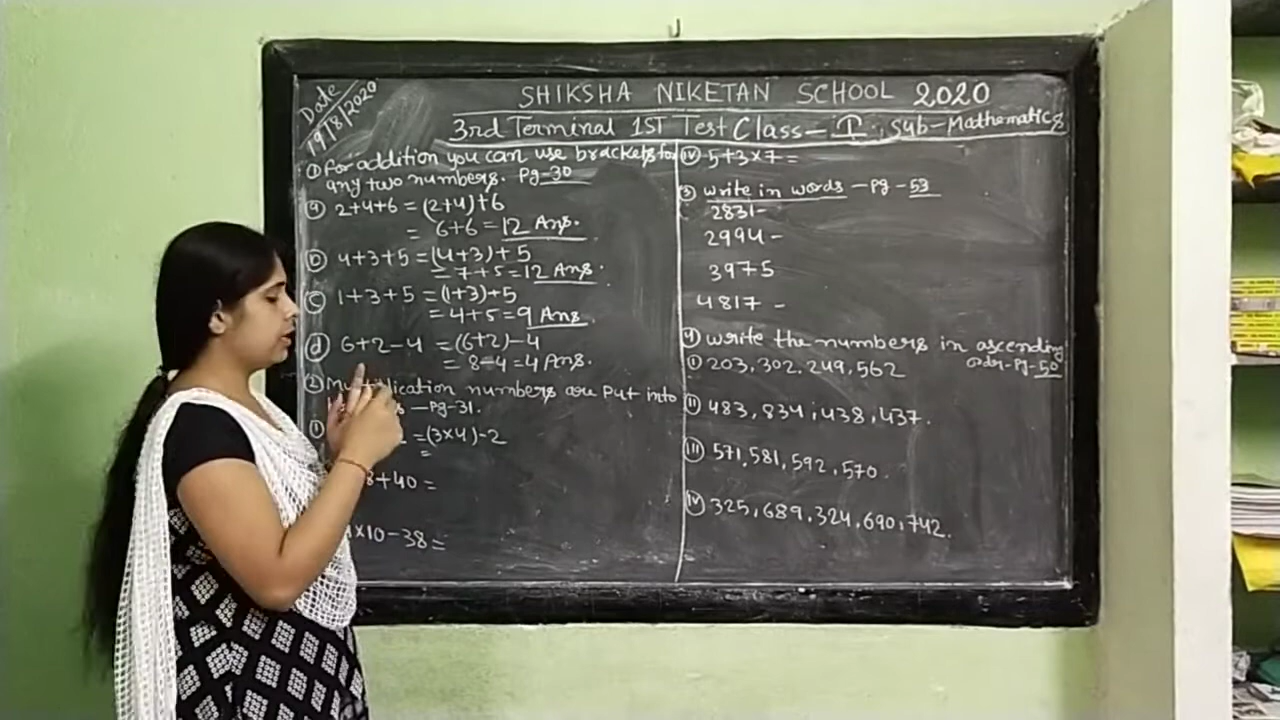 Date
19/8/2020
SHIKSHA NIKETAN SCHOOL 2020
3rd Terminal 1ST Test Class - I. Sub-Mathematics
① For addition you can use brackets for
any two numbers. Pg-30
ⓐ 2+4+6 = (2+4)+6
= 6+6 = 12 Ans.
ⓑ 4+3+5 = (4+3)+5
= 7+5 = 12 Ans.
ⓒ 1+3+5 = (1+3)+5
= 4+5 = 9 Ans.
ⓓ 6+2-4 = (6+2)-4
= 8-4 = 4 Ans.
② Multiplication numbers are put into
- Pg-31.
2 = (3×4)-2
=
8+40 =
×10-38 =
iv 5+3×7 =
③ write in words - Pg - 53
2831-
2994 -
3975
4817 -
4 write the numbers in ascending
order-Pg-50
i 203, 302, 249, 562
ii 483, 834, 438, 437.
iii 571, 581, 592, 570.
iv 325, 689, 324, 690, 742.